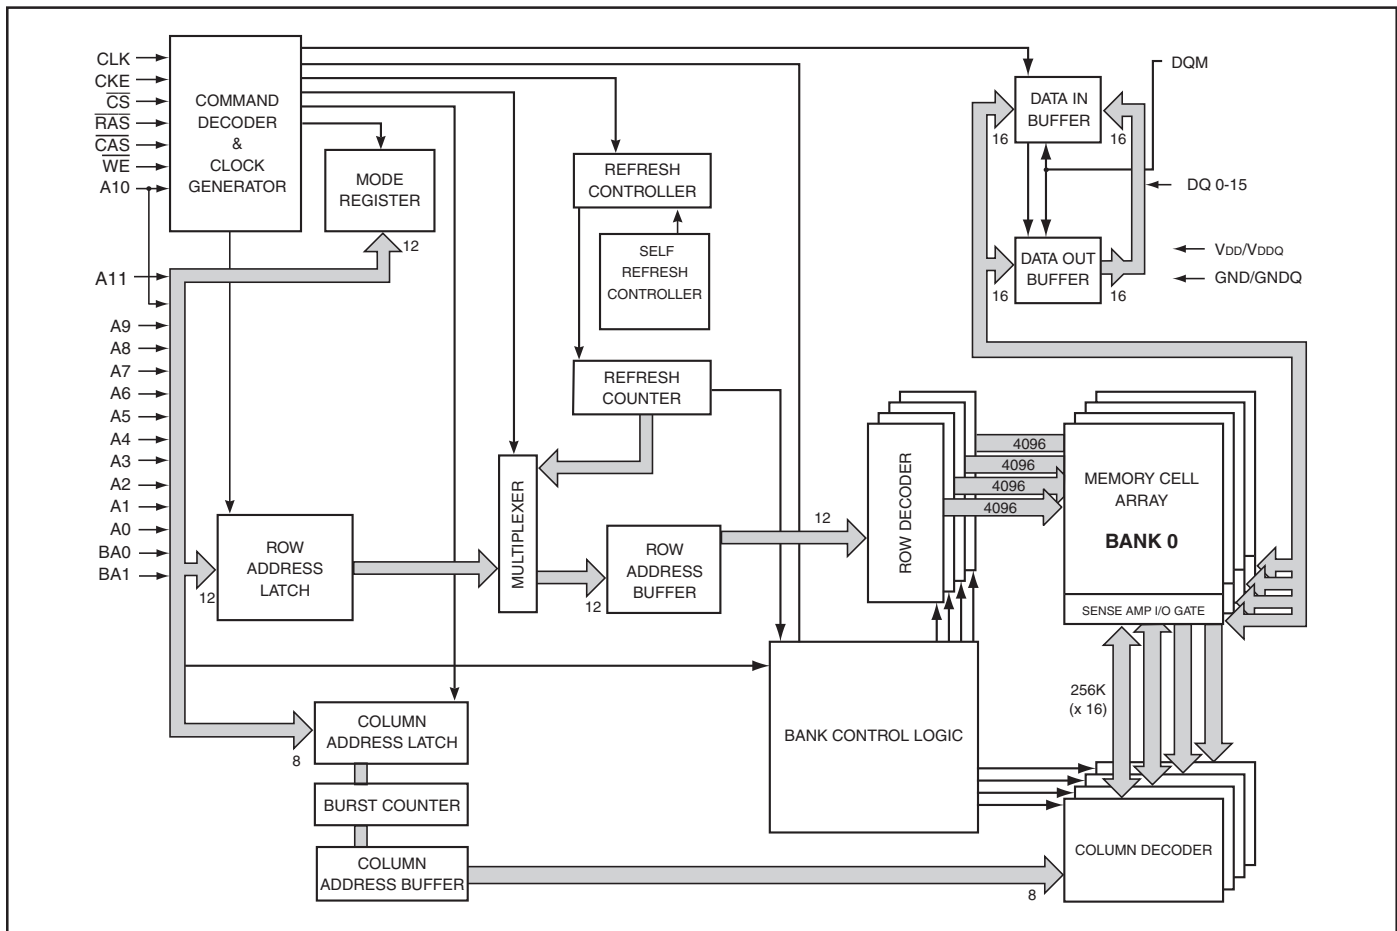 CLK
CKE
CS
RAS
CAS
WE
A10
A11
A9
A8
A7
A6
A5
A4
A3
A2
A1
A0
BA0
BA1
COMMAND
DECODER
&
CLOCK
GENERATOR
MODE
REGISTER
12
REFRESH
CONTROLLER
SELF
REFRESH
CONTROLLER
REFRESH
COUNTER
DATA IN
BUFFER
16
16
DQM
DQ 0-15
DATA OUT
BUFFER
16
16
VDD/VDDQ
GND/GNDQ
ROW
ADDRESS
LATCH
12
MULTIPLEXER
12
ROW
ADDRESS
BUFFER
12
ROW DECODER
4096
4096
4096
4096
MEMORY CELL
ARRAY
BANK 0
SENSE AMP I/O GATE
256K
(x 16)
BANK CONTROL LOGIC
COLUMN
ADDRESS LATCH
8
BURST COUNTER
COLUMN
ADDRESS BUFFER
8
COLUMN DECODER